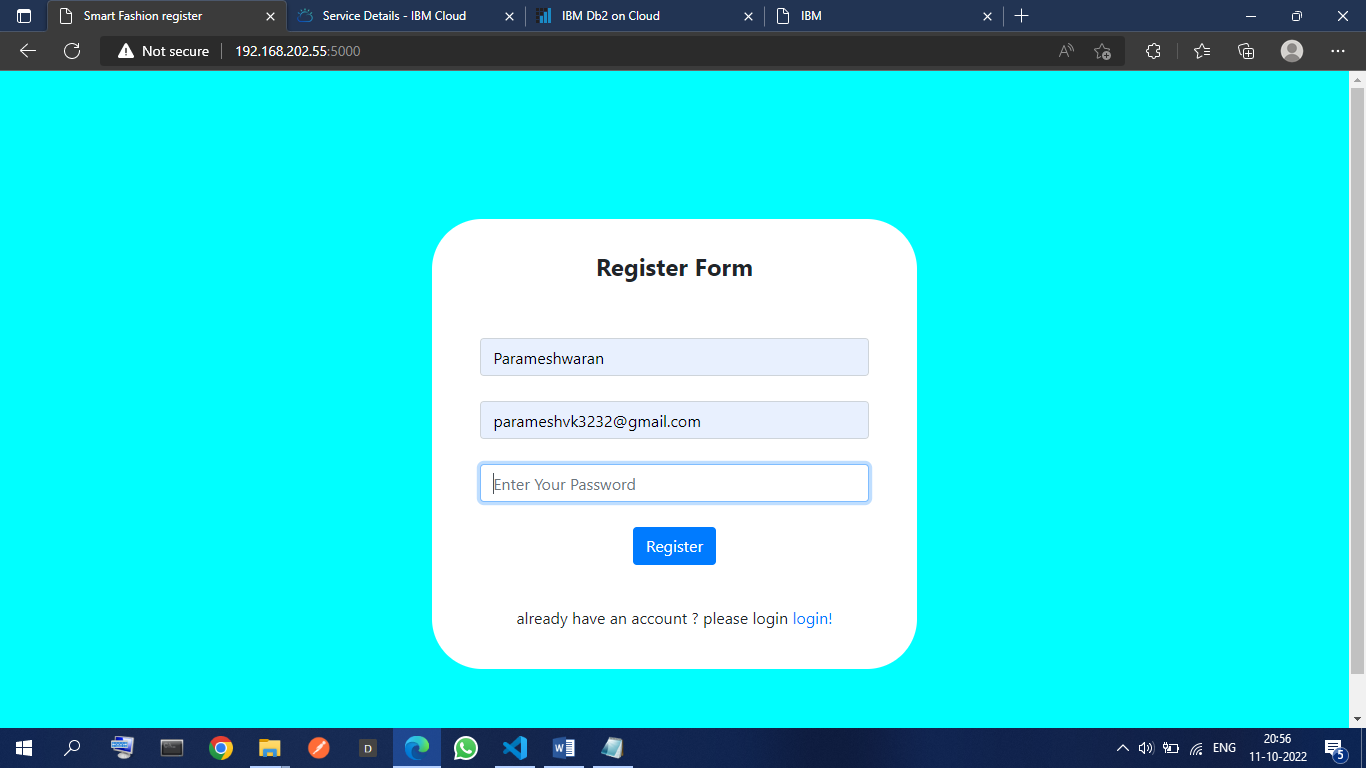 Smart Fashion register
Service Details - IBM Cloud
IBM Db2 on Cloud
IBM
Not secure
192.168.202.55:5000
Register Form
Parameshwaran
parameshvk3232@gmail.com
Enter Your Password
Register
already have an account ? please login login!
D
ENG
20:56
11-10-2022
5